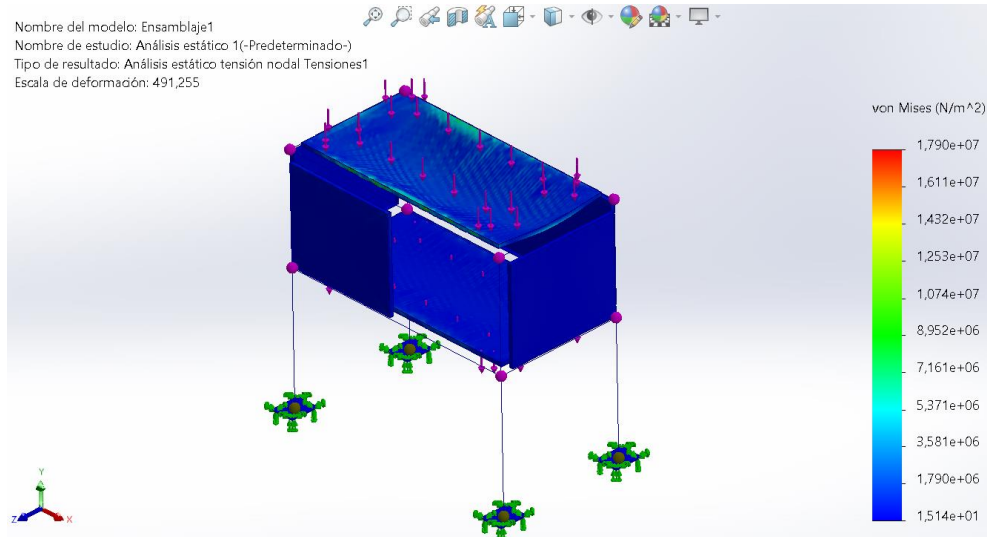 Nombre del modelo: Ensamblaje1
Nombre de estudio: Análisis estático 1(-Predeterminado-)
Tipo de resultado: Análisis estático tensión nodal Tensiones1
Escala de deformación: 491,255
von Mises (N/m^2)
1,790e+07
1,611e+07
1,432e+07
1,253e+07
1,074e+07
8,952e+06
7,161e+06
5,371e+06
3,581e+06
1,790e+06
1,514e+01
Y
Z
X